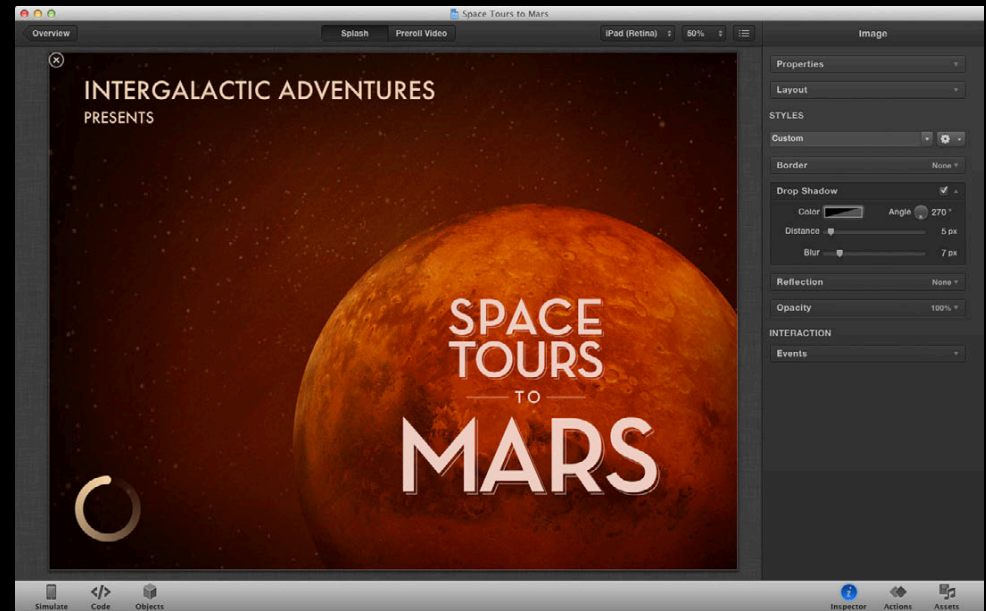 Space Tours to Mars
Overview
Splash
Preroll Video
iPad (Retina)
50%
Image
INTERGALACTIC ADVENTURES
PRESENTS
SPACE
TOURS
TO
MARS
Properties
Layout
STYLES
Custom
Border None
Drop Shadow
Color Angle 270°
Distance 5 px
Blur 7 px
Reflection None
Opacity 100%
INTERACTION
Events
Simulate
Code
Objects
Inspector
Actions
Assets